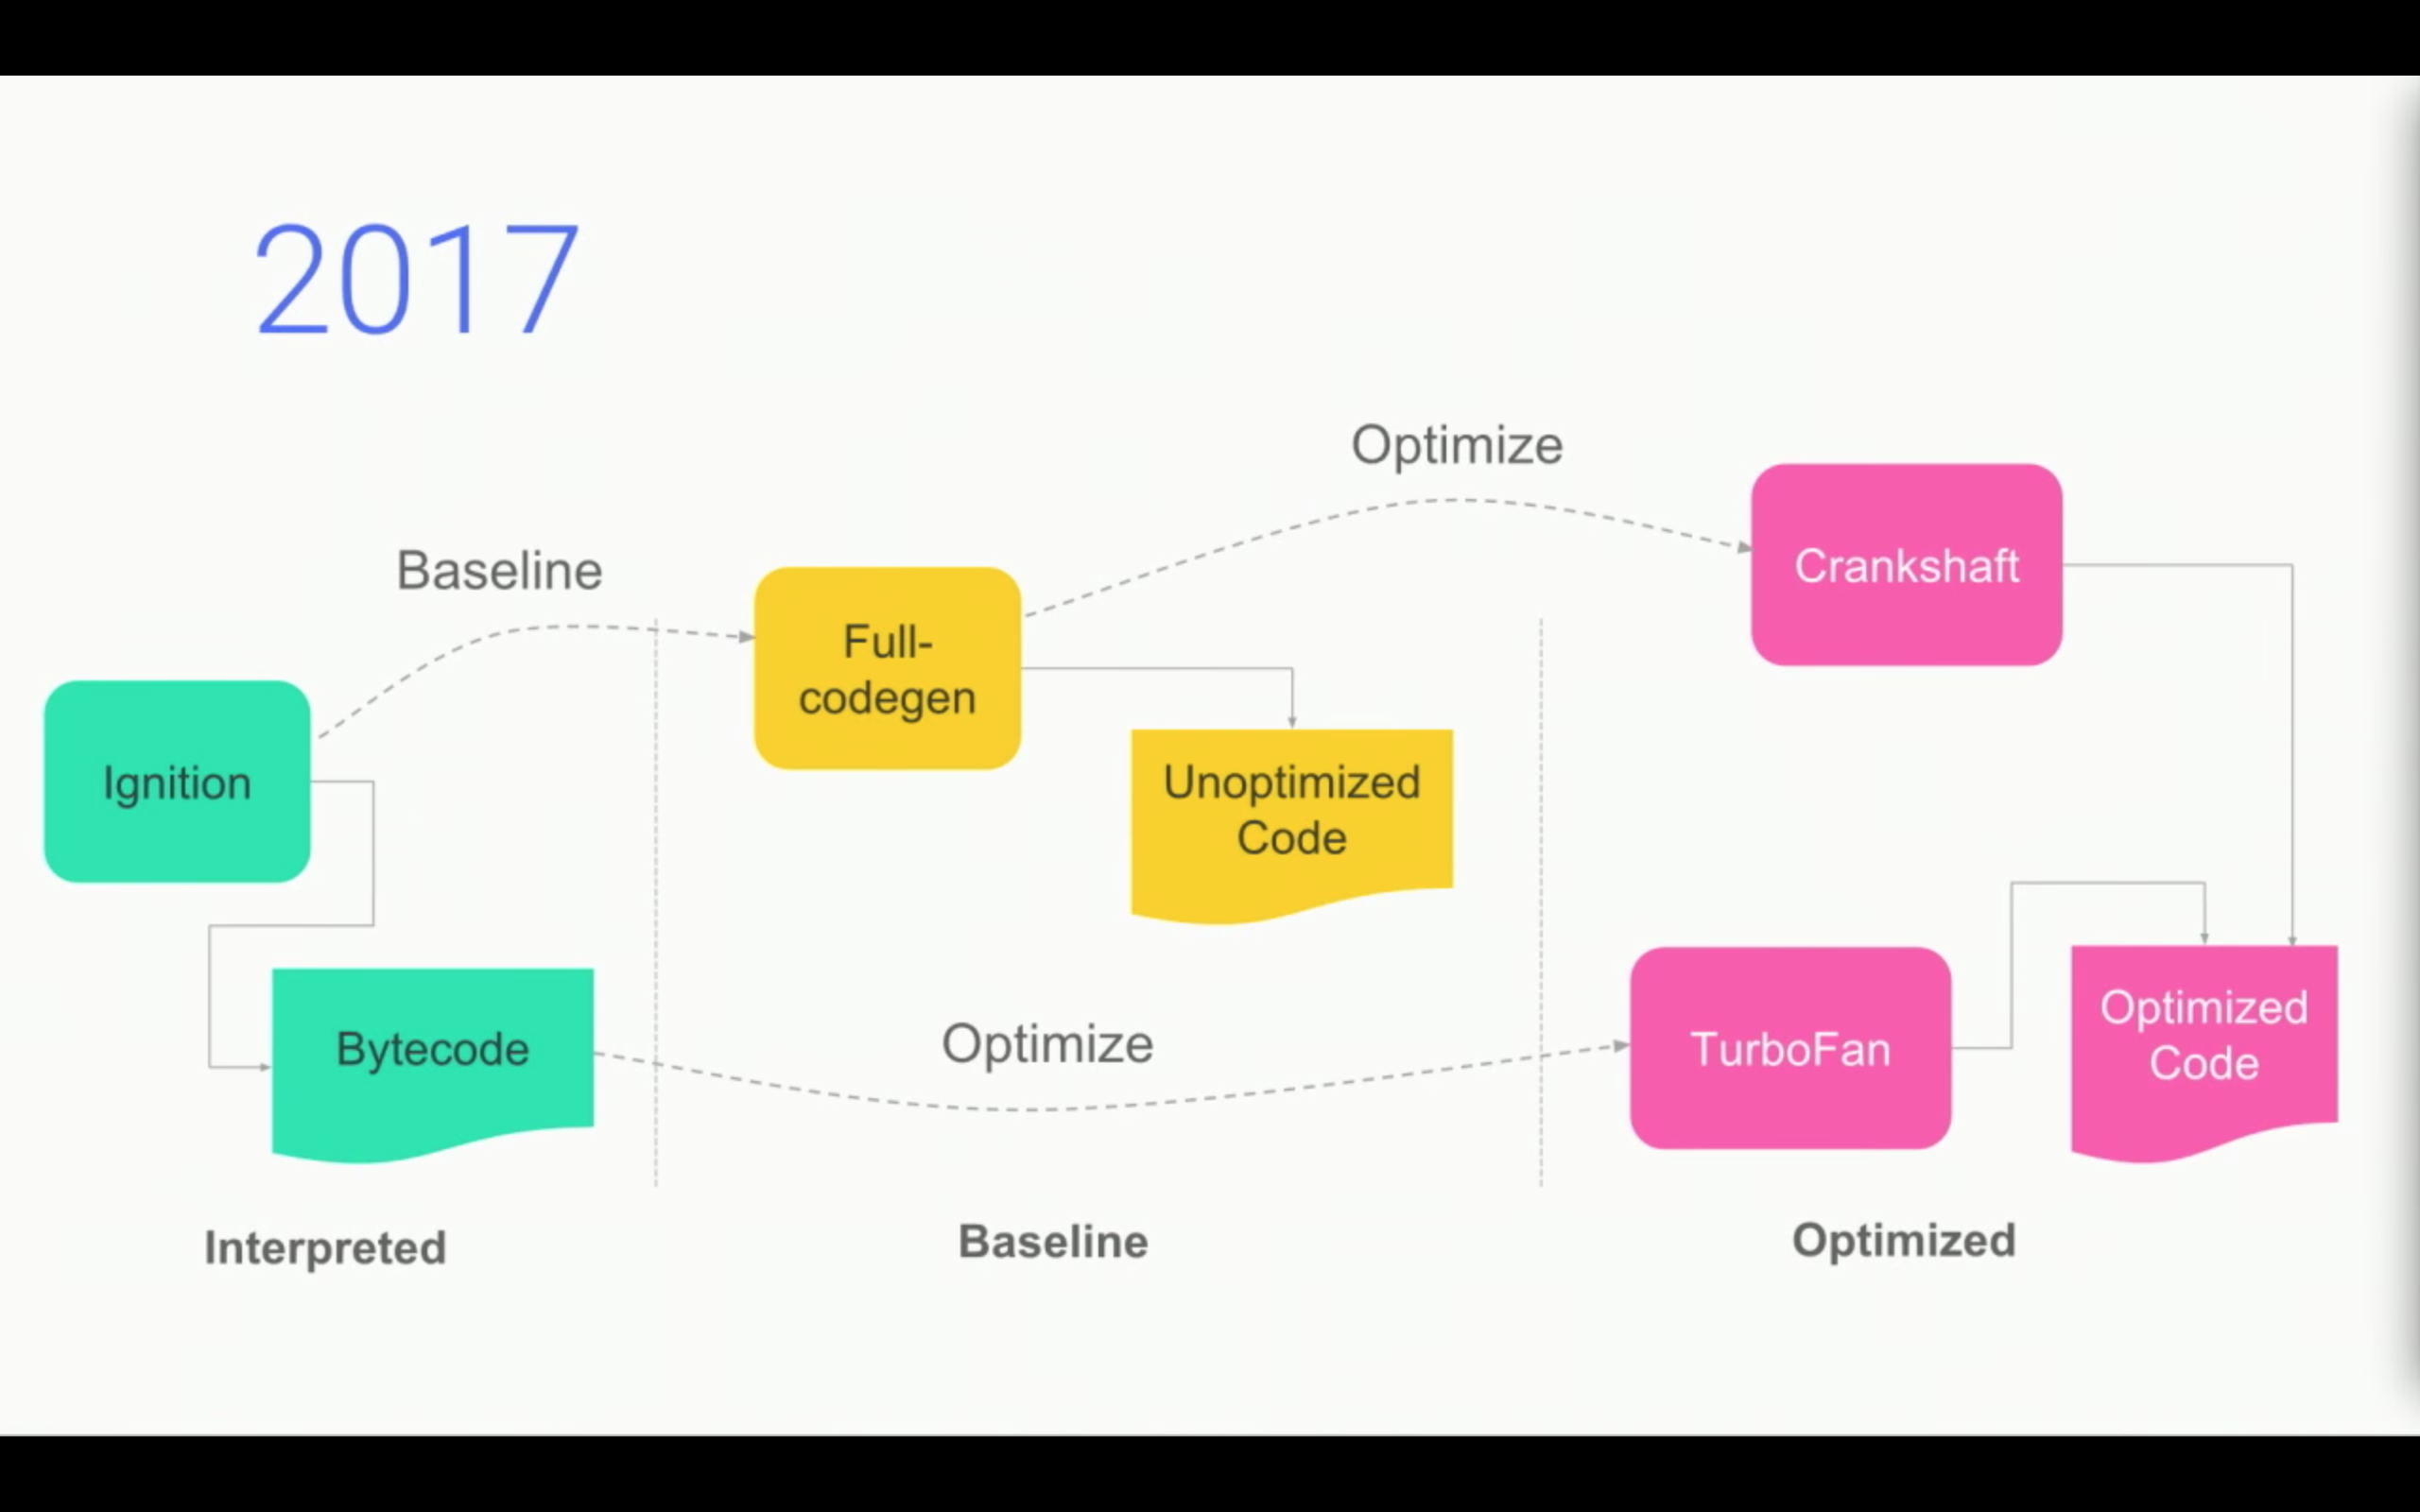 2017
Optimize
Baseline
Crankshaft
Full-
codegen
Ignition
Unoptimized
Code
Bytecode
Optimize
TurboFan
Optimized
Code
Interpreted
Baseline
Optimized